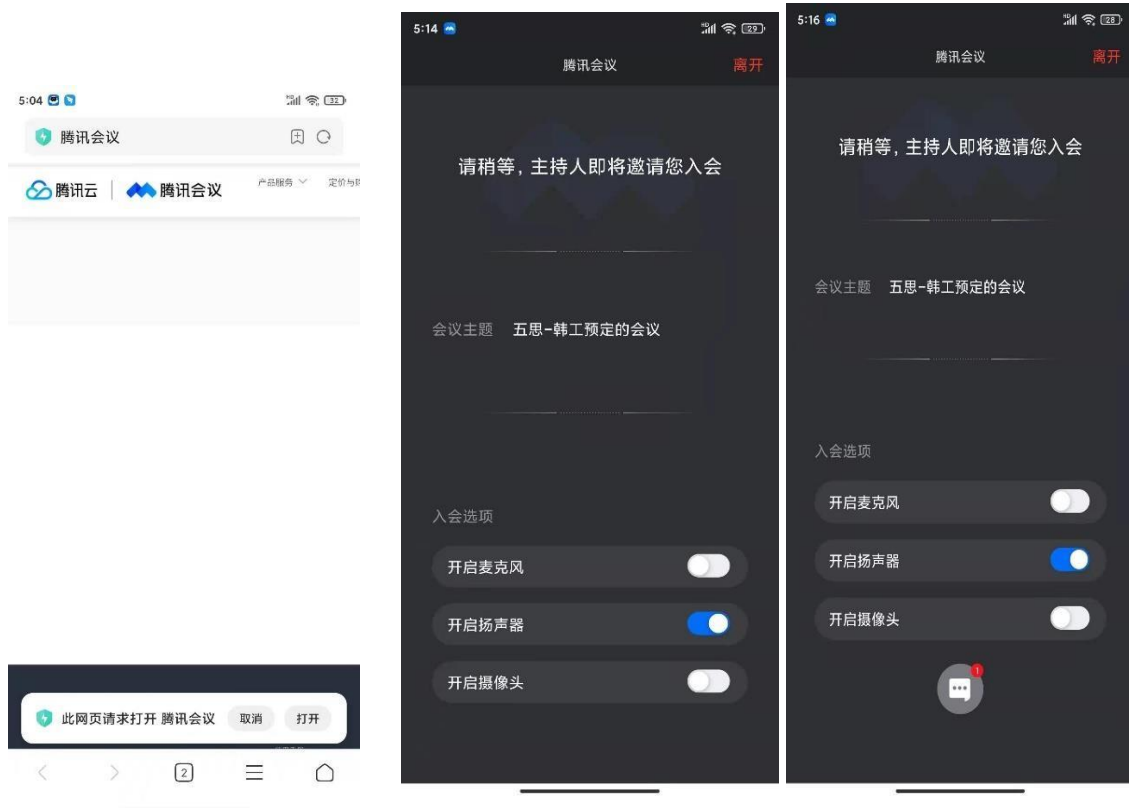 5:04
32
腾讯会议
腾讯云
腾讯会议
产品服务
此网页请求打开 腾讯会议
取消
打开
2
5:14
29
腾讯会议
离开
请稍等，主持人即将邀请您入会
会议主题 五思-韩工预定的会议
入会选项
开启麦克风
开启扬声器
开启摄像头
5:16
28
腾讯会议
离开
请稍等，主持人即将邀请您入会
会议主题 五思-韩工预定的会议
入会选项
开启麦克风
开启扬声器
开启摄像头
1